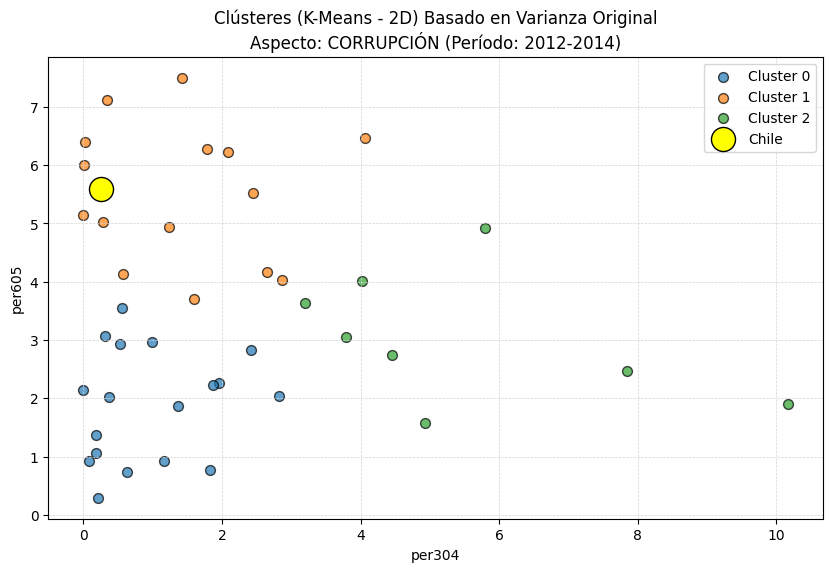 Clústeres (K-Means - 2D) Basado en Varianza Original
Aspecto: CORRUPCIÓN (Período: 2012-2014)
Cluster 0
Cluster 1
Cluster 2
Chile
per605
7
6
5
4
3
2
1
0
0 2 4 6 8 10
per304